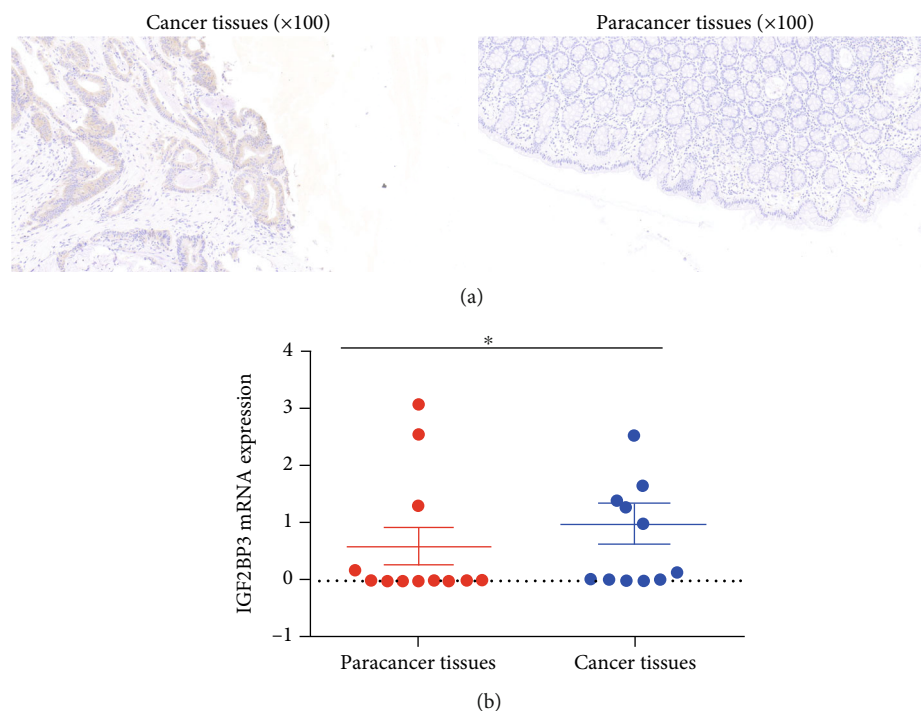 Cancer tissues (×100)
Paracancer tissues (×100)
(a)
*
4
3
2
1
0
–1
IGF2BP3 mRNA expression
Paracancer tissues
Cancer tissues
(b)